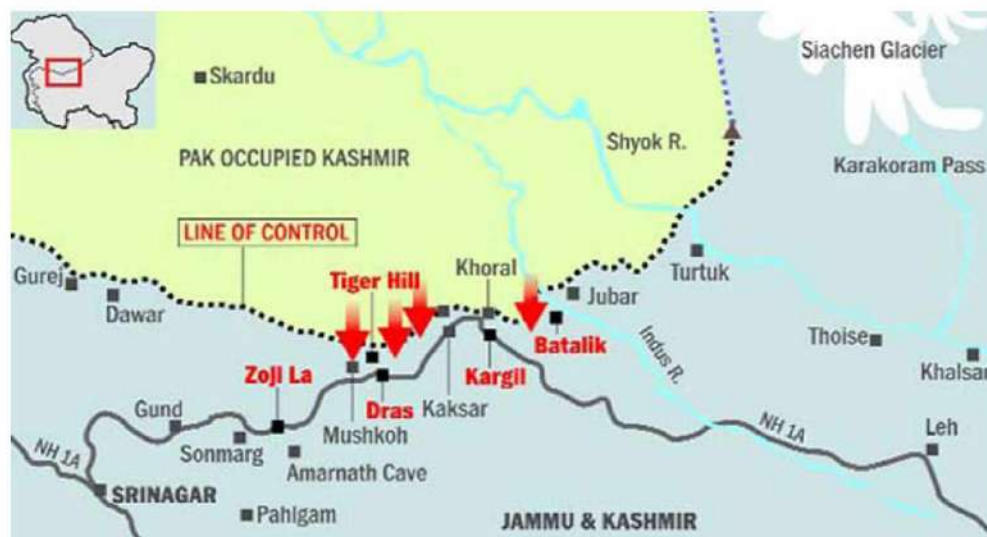 Siachen Glacier
Skardu
Shyok R.
PAK OCCUPIED KASHMIR
Karakoram Pass
LINE OF CONTROL
Gurej
Tiger Hill
Khoral
Turtuk
Dawar
Jubar
Thoise
Batalik
Indus R.
Zoji La
Kargil
Khalsar
Gund
Dras
Kaksar
Mushkoh
NH 1A
Leh
Sonmarg
Amarnath Cave
NH 1A
SRINAGAR
Pahlgam
JAMMU & KASHMIR